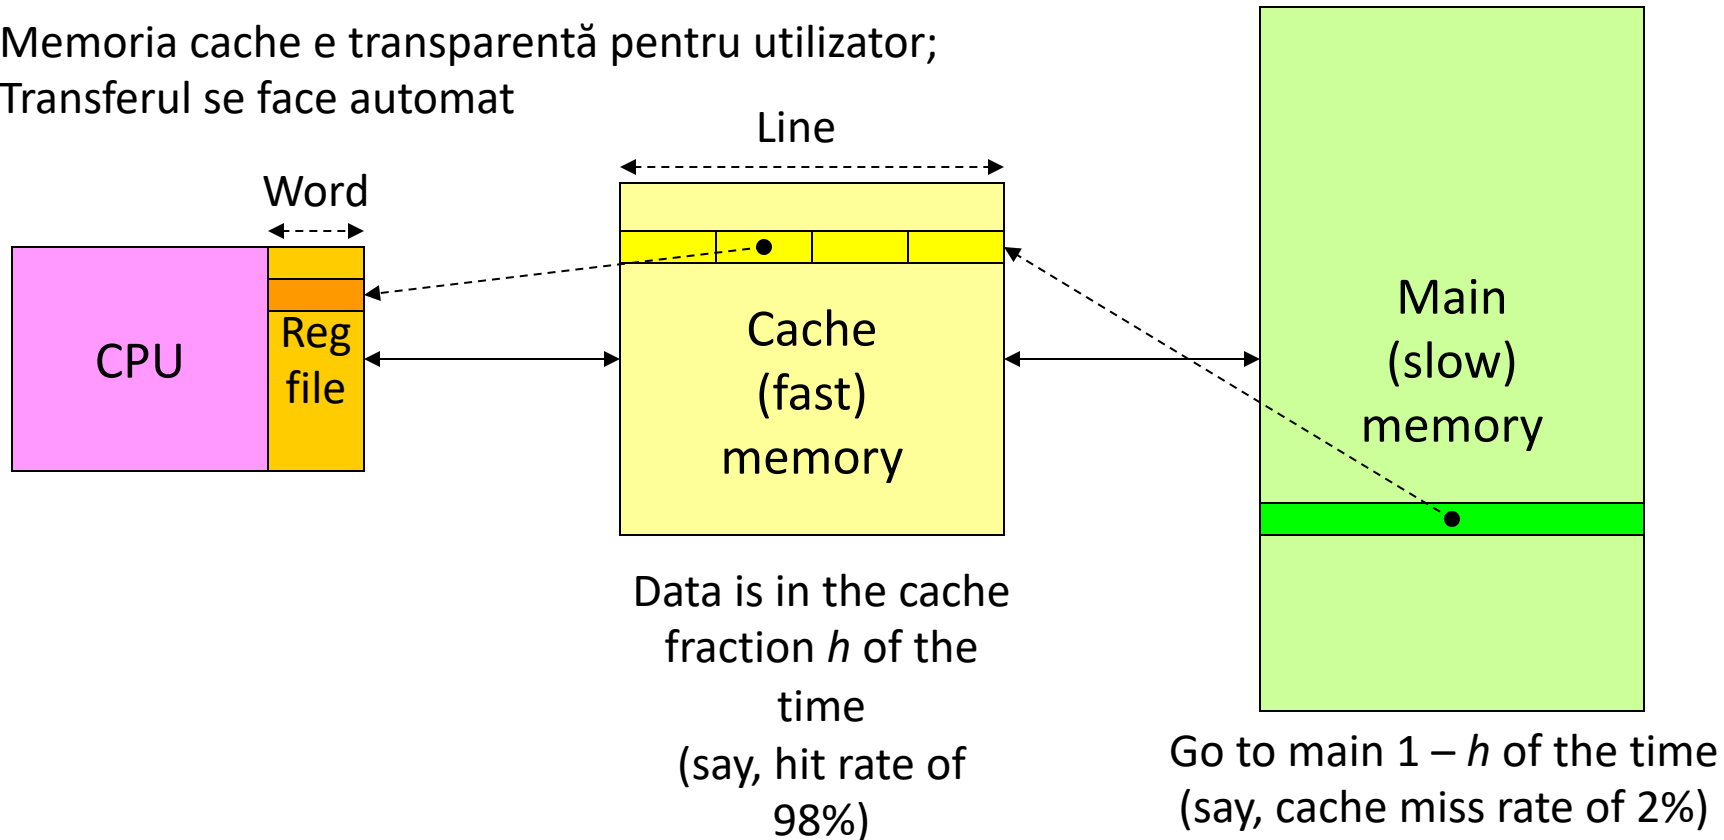 Memoria cache e transparentă pentru utilizator;
Transferul se face automat
Line
Word
CPU
Reg
file
Cache
(fast)
memory
Main
(slow)
memory
Data is in the cache
fraction h of the
time
(say, hit rate of
98%)
Go to main 1 – h of the time
(say, cache miss rate of 2%)